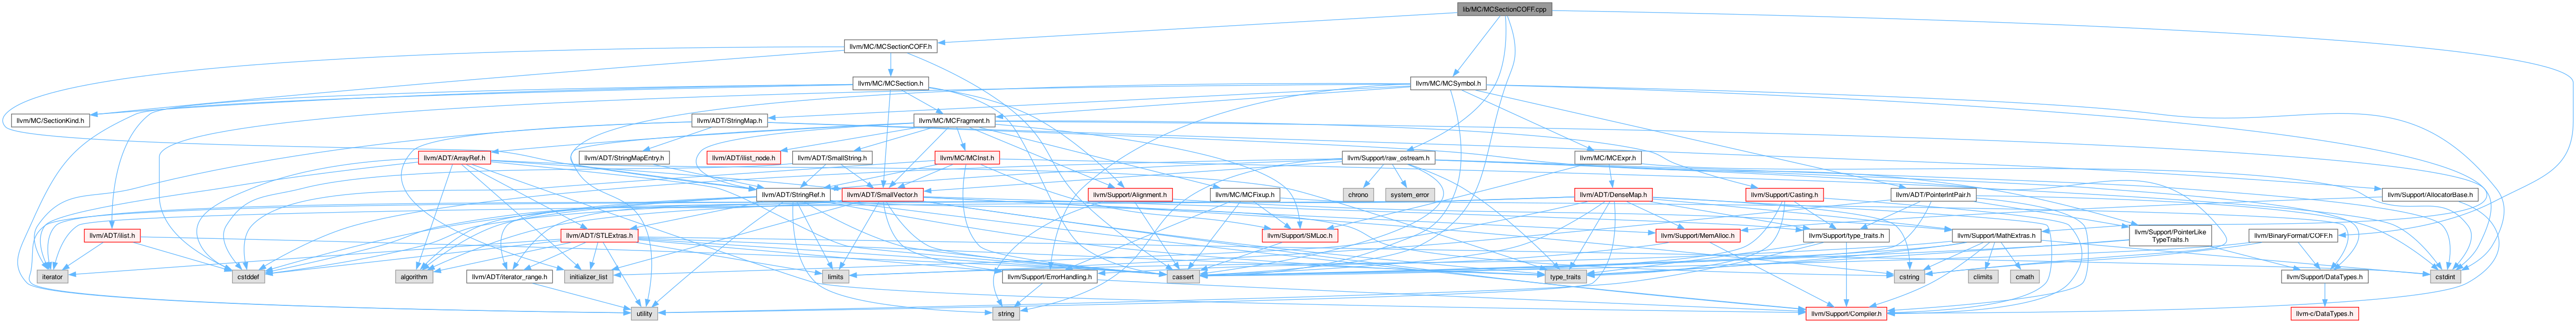 lib/MC/MCSectionCOFF.cpp
llvm/MC/MCSectionCOFF.h
llvm/MC/MCSection.h
llvm/MC/MCSymbol.h
llvm/MC/SectionKind.h
llvm/ADT/StringMap.h
llvm/MC/MCFragment.h
llvm/ADT/ArrayRef.h
llvm/ADT/StringMapEntry.h
llvm/ADT/ilist_node.h
llvm/ADT/SmallString.h
llvm/MC/MCInst.h
llvm/Support/raw_ostream.h
llvm/MC/MCExpr.h
llvm/ADT/StringRef.h
llvm/ADT/SmallVector.h
llvm/Support/Alignment.h
llvm/MC/MCFixup.h
chrono
system_error
llvm/ADT/DenseMap.h
llvm/Support/Casting.h
llvm/ADT/PointerIntPair.h
llvm/Support/AllocatorBase.h
llvm/ADT/ilist.h
llvm/ADT/STLExtras.h
llvm/Support/SMLoc.h
llvm/Support/MemAlloc.h
llvm/Support/type_traits.h
llvm/Support/MathExtras.h
llvm/Support/PointerLike
TypeTraits.h
llvm/BinaryFormat/COFF.h
iterator
cstddef
algorithm
llvm/ADT/iterator_range.h
initializer_list
limits
llvm/Support/ErrorHandling.h
cassert
type_traits
cstring
climits
cmath
llvm/Support/DataTypes.h
cstdint
utility
string
llvm/Support/Compiler.h
llvm-c/DataTypes.h